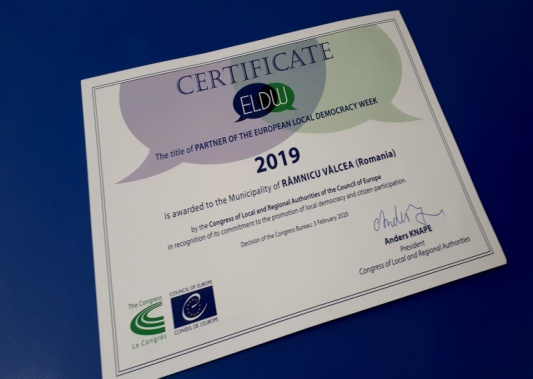 CERTIFICATE
ELDW
The title of PARTNER OF THE EUROPEAN LOCAL DEMOCRACY WEEK
2019
is awarded to the Municipality of RÂMNICU VÂLCEA (Romania)
by the Congress of Local and Regional Authorities of the Council of Europe
in recognition of its commitment to the promotion of local democracy and citizen participation.
Decision of the Congress Bureau: 3 February 2020
Anders KNAPE
President
Congress of Local and Regional Authorities
The Congress
Le Congrès
COUNCIL OF EUROPE
CONSEIL DE L'EUROPE